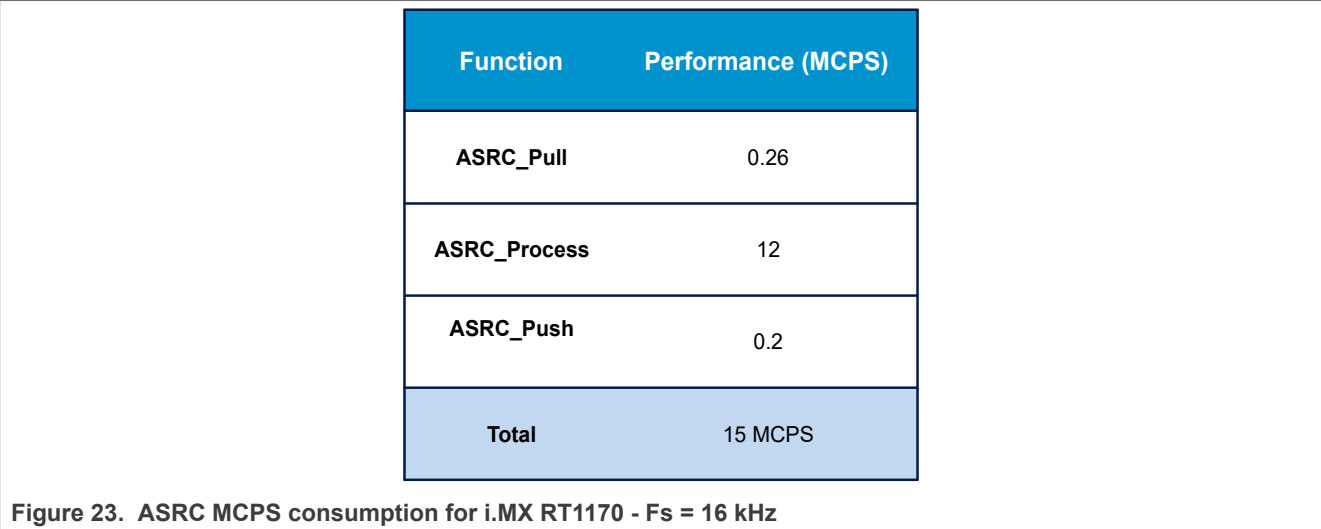 Function Performance (MCPS)
ASRC_Pull 0.26
ASRC_Process 12
ASRC_Push 0.2
Total 15 MCPS
Figure 23. ASRC MCPS consumption for i.MX RT1170 - Fs = 16 kHz